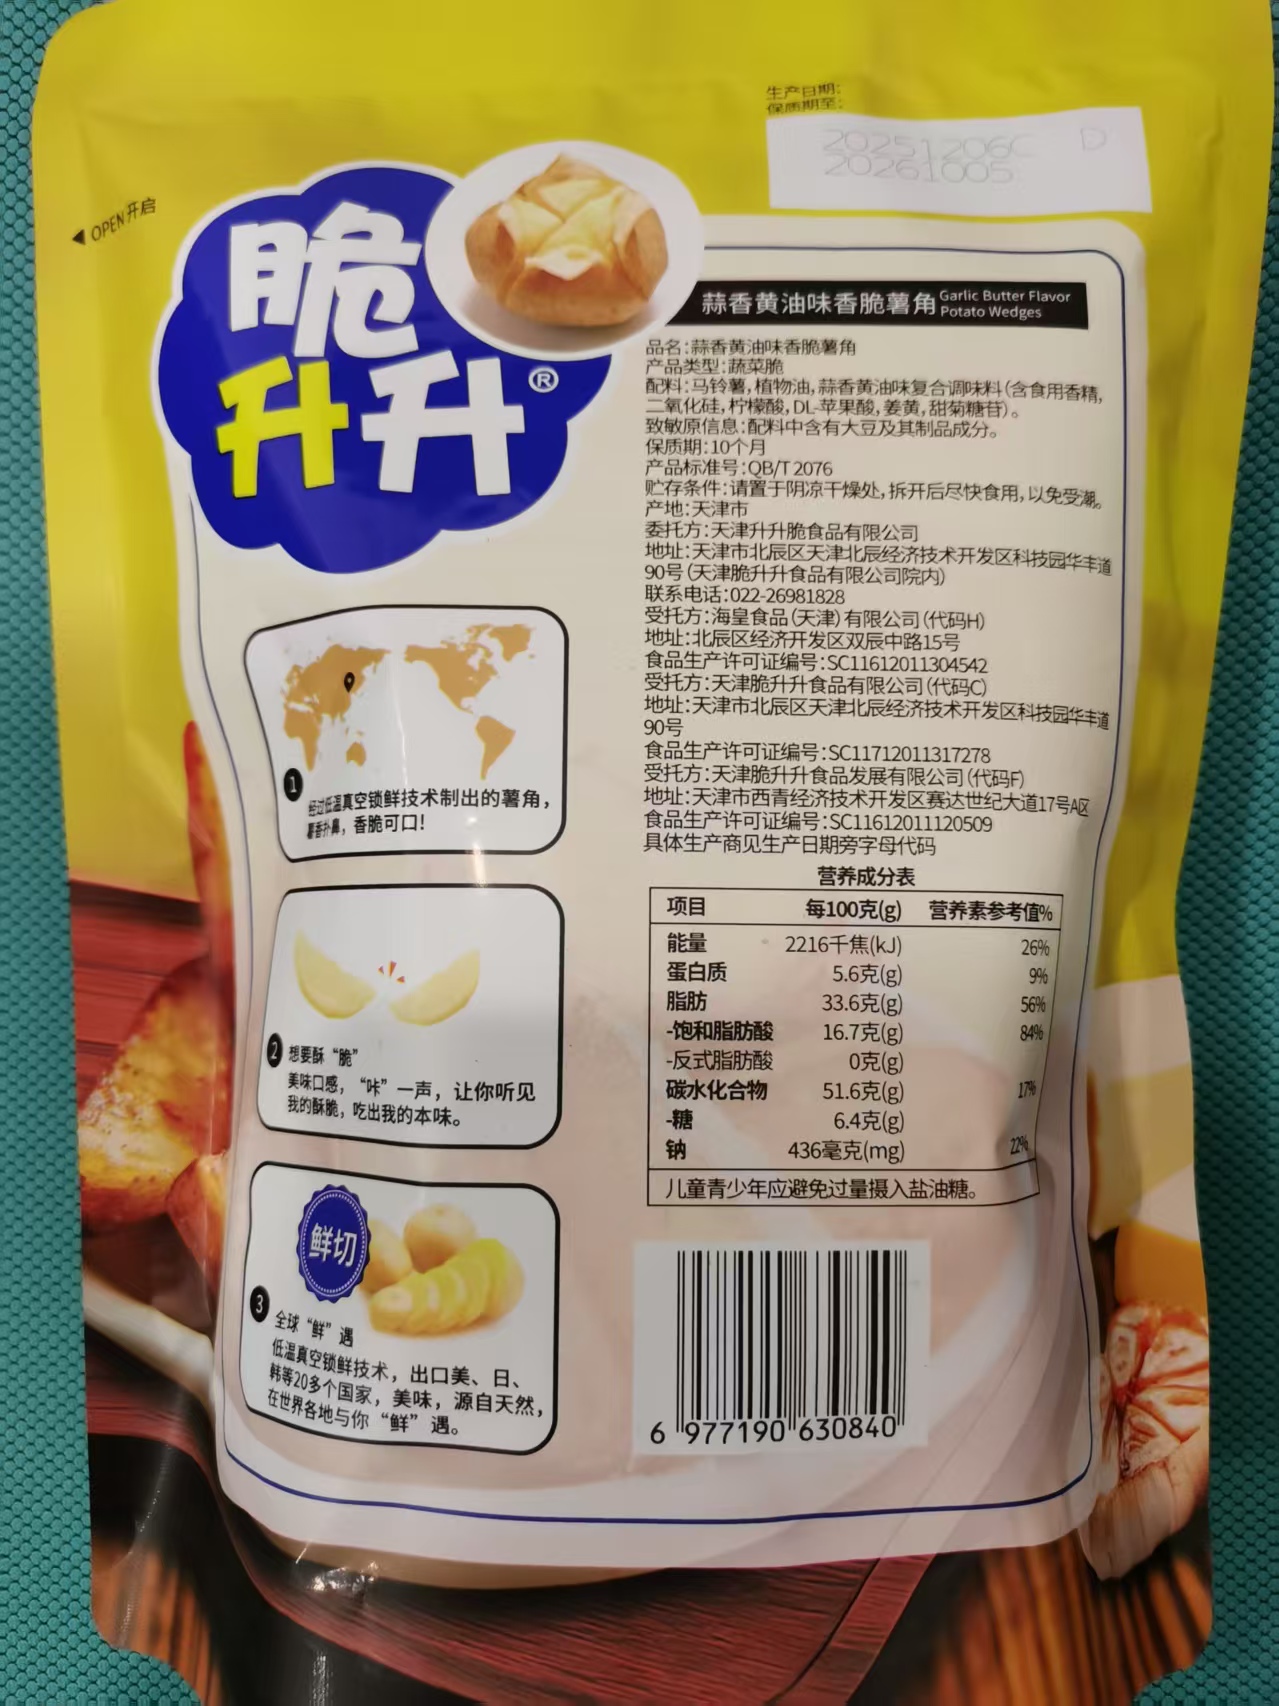 生产日期:
保质期至:
20251206C D
20261005
◀ OPEN开启
脆
升升®
蒜香黄油味香脆薯角 Garlic Butter Flavor
Potato Wedges
品名:蒜香黄油味香脆薯角
产品类型:蔬菜脆
配料:马铃薯,植物油,蒜香黄油味复合调味料(含食用香精,
二氧化硅,柠檬酸,DL-苹果酸,姜黄,甜菊糖苷)。
致敏原信息:配料中含有大豆及其制品成分。
保质期:10个月
产品标准号:QB/T 2076
贮存条件:请置于阴凉干燥处,拆开后尽快食用,以免受潮。
产地:天津市
委托方:天津升升脆食品有限公司
地址:天津市北辰区天津北辰经济技术开发区科技园华丰道
90号(天津脆升升食品有限公司院内)
联系电话:022-26981828
受托方:海皇食品(天津)有限公司(代码H)
地址:北辰区经济开发区双辰中路15号
食品生产许可证编号:SC11612011304542
受托方:天津脆升升食品有限公司(代码C)
地址:天津市北辰区天津北辰经济技术开发区科技园华丰道
90号
食品生产许可证编号:SC11712011317278
受托方:天津脆升升食品发展有限公司(代码F)
地址:天津市西青经济技术开发区赛达世纪大道17号A区
食品生产许可证编号:SC11612011120509
具体生产商见生产日期旁字母代码
营养成分表
项目 每100克(g) 营养素参考值%
能量 2216千焦(kJ) 26%
蛋白质 5.6克(g) 9%
脂肪 33.6克(g) 56%
-饱和脂肪酸 16.7克(g) 84%
-反式脂肪酸 0克(g)
碳水化合物 51.6克(g) 17%
-糖 6.4克(g)
钠 436毫克(mg) 22%
儿童青少年应避免过量摄入盐油糖。
6 977190 630840
1
经过低温真空锁鲜技术制出的薯角,
薯香扑鼻，香脆可口!
2 想要酥“脆”
美味口感，“咔”一声，让你听见
我的酥脆，吃出我的本味。
鲜切
3 全球“鲜”遇
低温真空锁鲜技术，出口美、日、
韩等20多个国家，美味，源自天然，
在世界各地与你“鲜”遇。